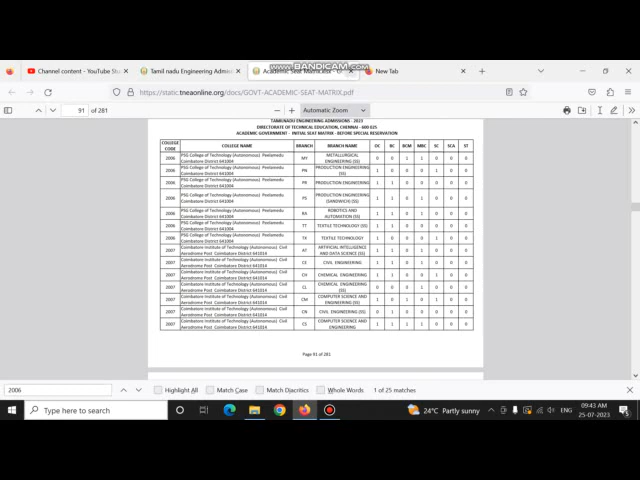 WWW.BANDICAM.COM
Channel content - YouTube Stu
Tamil nadu Engineering Admiss
Academic Seat Matrix.xlsx -
New Tab
https://static.tneaonline.org/docs/GOVT-ACADEMIC-SEAT-MATRIX.pdf
91 of 281
Automatic Zoom
TAMILNADU ENGINEERING ADMISSIONS - 2023
DIRECTORATE OF TECHNICAL EDUCATION, CHENNAI - 600 025
ACADEMIC-GOVERNMENT - INITIAL SEAT MATRIX - BEFORE SPECIAL RESERVATION
COLLEGE CODE COLLEGE NAME BRANCH BRANCH NAME OC BC BCM MBC SC SCA ST
2006 PSG College of Technology (Autonomous) Peelamedu Coimbatore District 641004 MY METALLURGICAL ENGINEERING (SS) 0 0 1 1 0 0 0
2006 PSG College of Technology (Autonomous) Peelamedu Coimbatore District 641004 PN PRODUCTION ENGINEERING (SS) 1 0 0 0 1 0 0
2006 PSG College of Technology (Autonomous) Peelamedu Coimbatore District 641004 PR PRODUCTION ENGINEERING 1 1 0 0 0 0 0
2006 PSG College of Technology (Autonomous) Peelamedu Coimbatore District 641004 PS PRODUCTION ENGINEERING (SANDWICH) (SS) 1 1 0 1 0 0 0
2006 PSG College of Technology (Autonomous) Peelamedu Coimbatore District 641004 RA ROBOTICS AND AUTOMATION (SS) 1 1 0 1 0 0 0
2006 PSG College of Technology (Autonomous) Peelamedu Coimbatore District 641004 TT TEXTILE TECHNOLOGY (SS) 1 1 0 1 0 0 0
2006 PSG College of Technology (Autonomous) Peelamedu Coimbatore District 641004 TX TEXTILE TECHNOLOGY 1 0 0 0 1 0 0
2007 Coimbatore Institute of Technology (Autonomous) Civil Aerodrome Post Coimbatore District 641014 AT ARTIFICIAL INTELLIGENCE AND DATA SCIENCE (SS) 1 1 0 1 0 0 0
2007 Coimbatore Institute of Technology (Autonomous) Civil Aerodrome Post Coimbatore District 641014 CE CIVIL ENGINEERING 1 1 0 1 1 0 0
2007 Coimbatore Institute of Technology (Autonomous) Civil Aerodrome Post Coimbatore District 641014 CH CHEMICAL ENGINEERING 1 1 0 0 1 0 0
2007 Coimbatore Institute of Technology (Autonomous) Civil Aerodrome Post Coimbatore District 641014 CL CHEMICAL ENGINEERING (SS) 0 0 0 1 0 0 0
2007 Coimbatore Institute of Technology (Autonomous) Civil Aerodrome Post Coimbatore District 641014 CM COMPUTER SCIENCE AND ENGINEERING (SS) 1 0 1 0 1 0 0
2007 Coimbatore Institute of Technology (Autonomous) Civil Aerodrome Post Coimbatore District 641014 CN CIVIL ENGINEERING (SS) 0 1 0 0 0 0 0
2007 Coimbatore Institute of Technology (Autonomous) Civil Aerodrome Post Coimbatore District 641014 CS COMPUTER SCIENCE AND ENGINEERING 1 1 1 1 1 0 0
Page 91 of 281
2006
Highlight All Match Case Match Diacritics Whole Words 1 of 25 matches
Type here to search
24°C Partly sunny
ENG
09:43 AM
25-07-2023